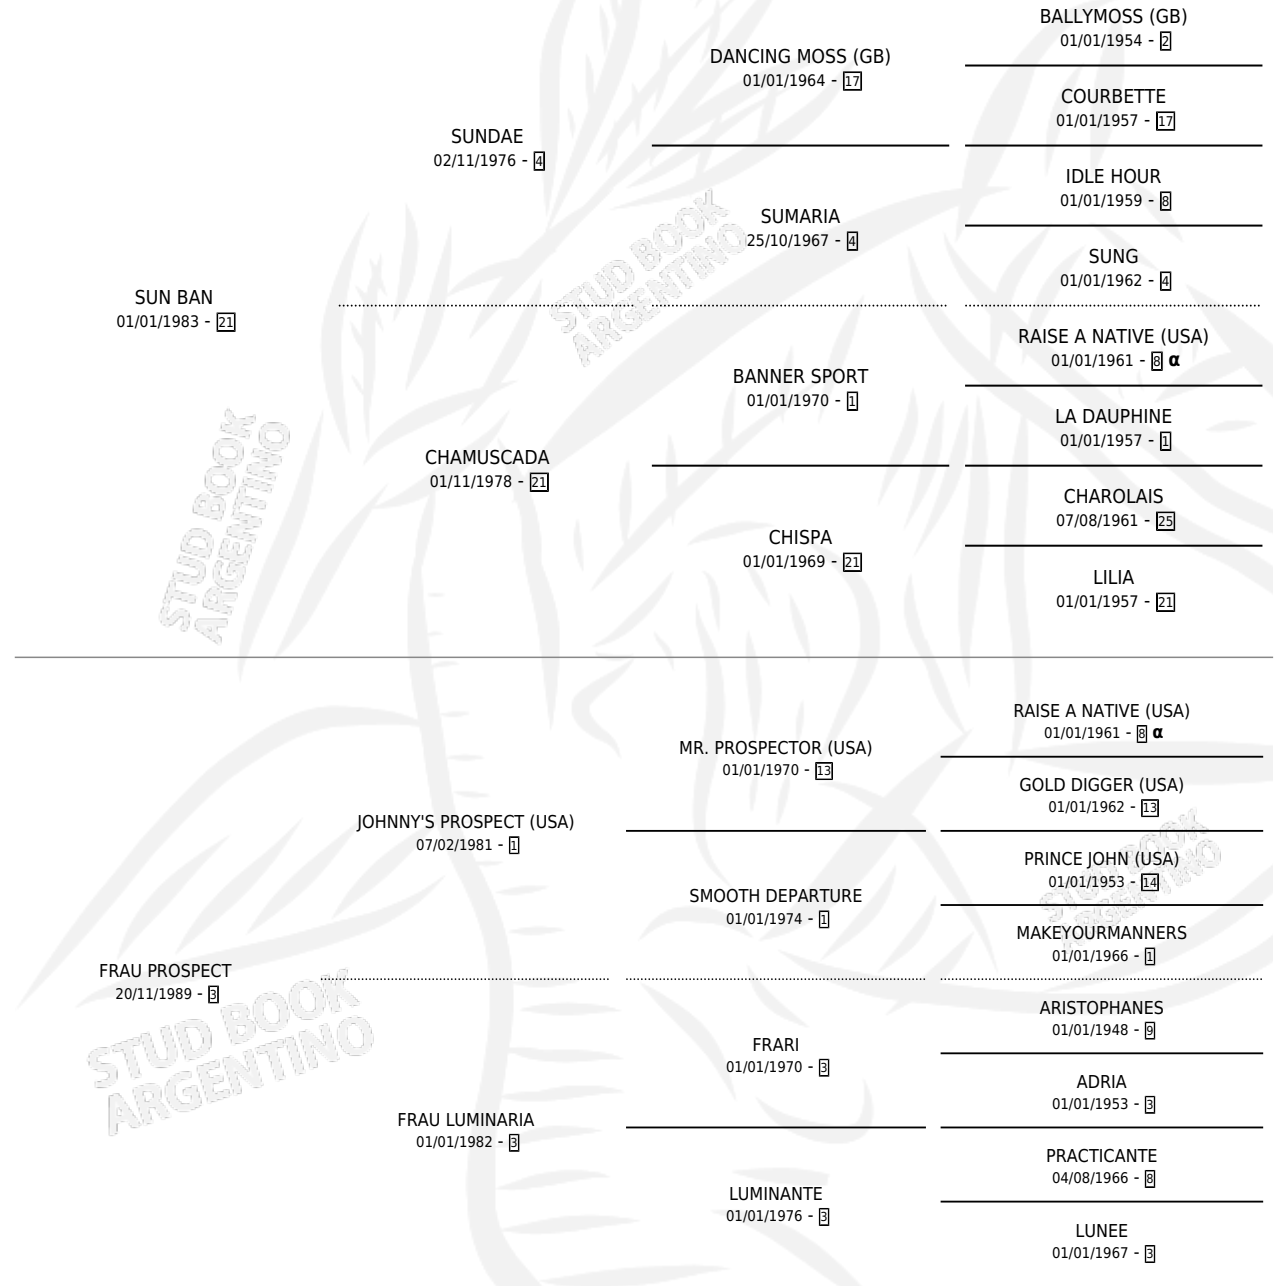 BALLYMOSS (GB)
01/01/1954 - 2
DANCING MOSS (GB)
01/01/1964 - 17
COURBETTE
01/01/1957 - 17
SUNDAE
02/11/1976 - 4
IDLE HOUR
01/01/1959 - 8
SUMARIA
25/10/1967 - 4
SUNG
01/01/1962 - 4
STUD BOOK
ARGENTINO
SUN BAN
01/01/1983 - 21
RAISE A NATIVE (USA)
01/01/1961 - 8 α
BANNER SPORT
01/01/1970 - 1
LA DAUPHINE
01/01/1957 - 1
CHAMUSCADA
01/11/1978 - 21
CHAROLAIS
07/08/1961 - 25
CHISPA
01/01/1969 - 21
LILIA
01/01/1957 - 21
STUD BOOK
ARGENTINO
RAISE A NATIVE (USA)
01/01/1961 - 8 α
MR. PROSPECTOR (USA)
01/01/1970 - 13
GOLD DIGGER (USA)
01/01/1962 - 13
JOHNNY'S PROSPECT (USA)
07/02/1981 - 1
PRINCE JOHN (USA)
01/01/1953 - 14
SMOOTH DEPARTURE
01/01/1974 - 1
MAKEYOURMANNERS
01/01/1966 - 1
STUD BOOK
ARGENTINO
FRAU PROSPECT
20/11/1989 - 3
ARISTOPHANES
01/01/1948 - 9
FRARI
01/01/1970 - 3
ADRIA
01/01/1953 - 3
FRAU LUMINARIA
01/01/1982 - 3
PRACTICANTE
04/08/1966 - 8
LUMINANTE
01/01/1976 - 3
LUNEE
01/01/1967 - 3
STUD BOOK
ARGENTINO